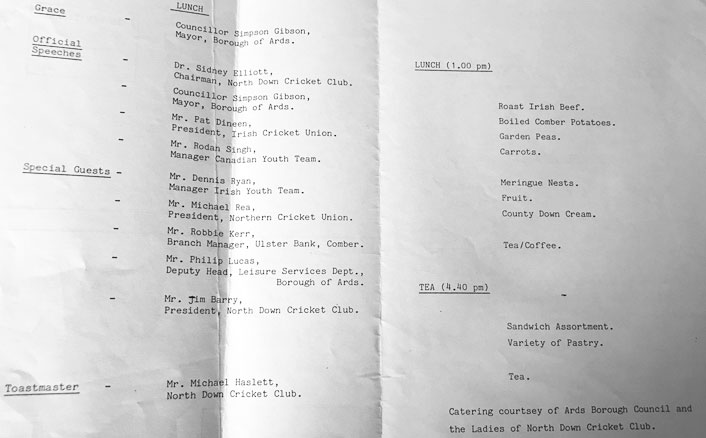 LUNCH
Grace - Councillor Simpson Gibson,
Mayor, Borough of Ards.
Official
Speeches - Dr. Sidney Elliott,
Chairman, North Down Cricket Club.
- Councillor Simpson Gibson,
Mayor, Borough of Ards.
- Mr. Pat Dineen,
President, Irish Cricket Union.
- Mr. Rodan Singh,
Manager Canadian Youth Team.
Special Guests - Mr. Dennis Ryan,
Manager Irish Youth Team.
- Mr. Michael Rea,
President, Northern Cricket Union.
- Mr. Robbie Kerr,
Branch Manager, Ulster Bank, Comber.
- Mr. Philip Lucas,
Deputy Head, Leisure Services Dept.,
Borough of Ards.
- Mr. Jim Barry,
President, North Down Cricket Club.
Toastmaster - Mr. Michael Haslett,
North Down Cricket Club.
LUNCH (1.00 pm)
Roast Irish Beef.
Boiled Comber Potatoes.
Garden Peas.
Carrots.
Meringue Nests.
Fruit.
County Down Cream.
Tea/Coffee.
TEA (4.40 pm)
-
Sandwich Assortment.
Variety of Pastry.
Tea.
Catering courtsey of Ards Borough Council and
the Ladies of North Down Cricket Club.